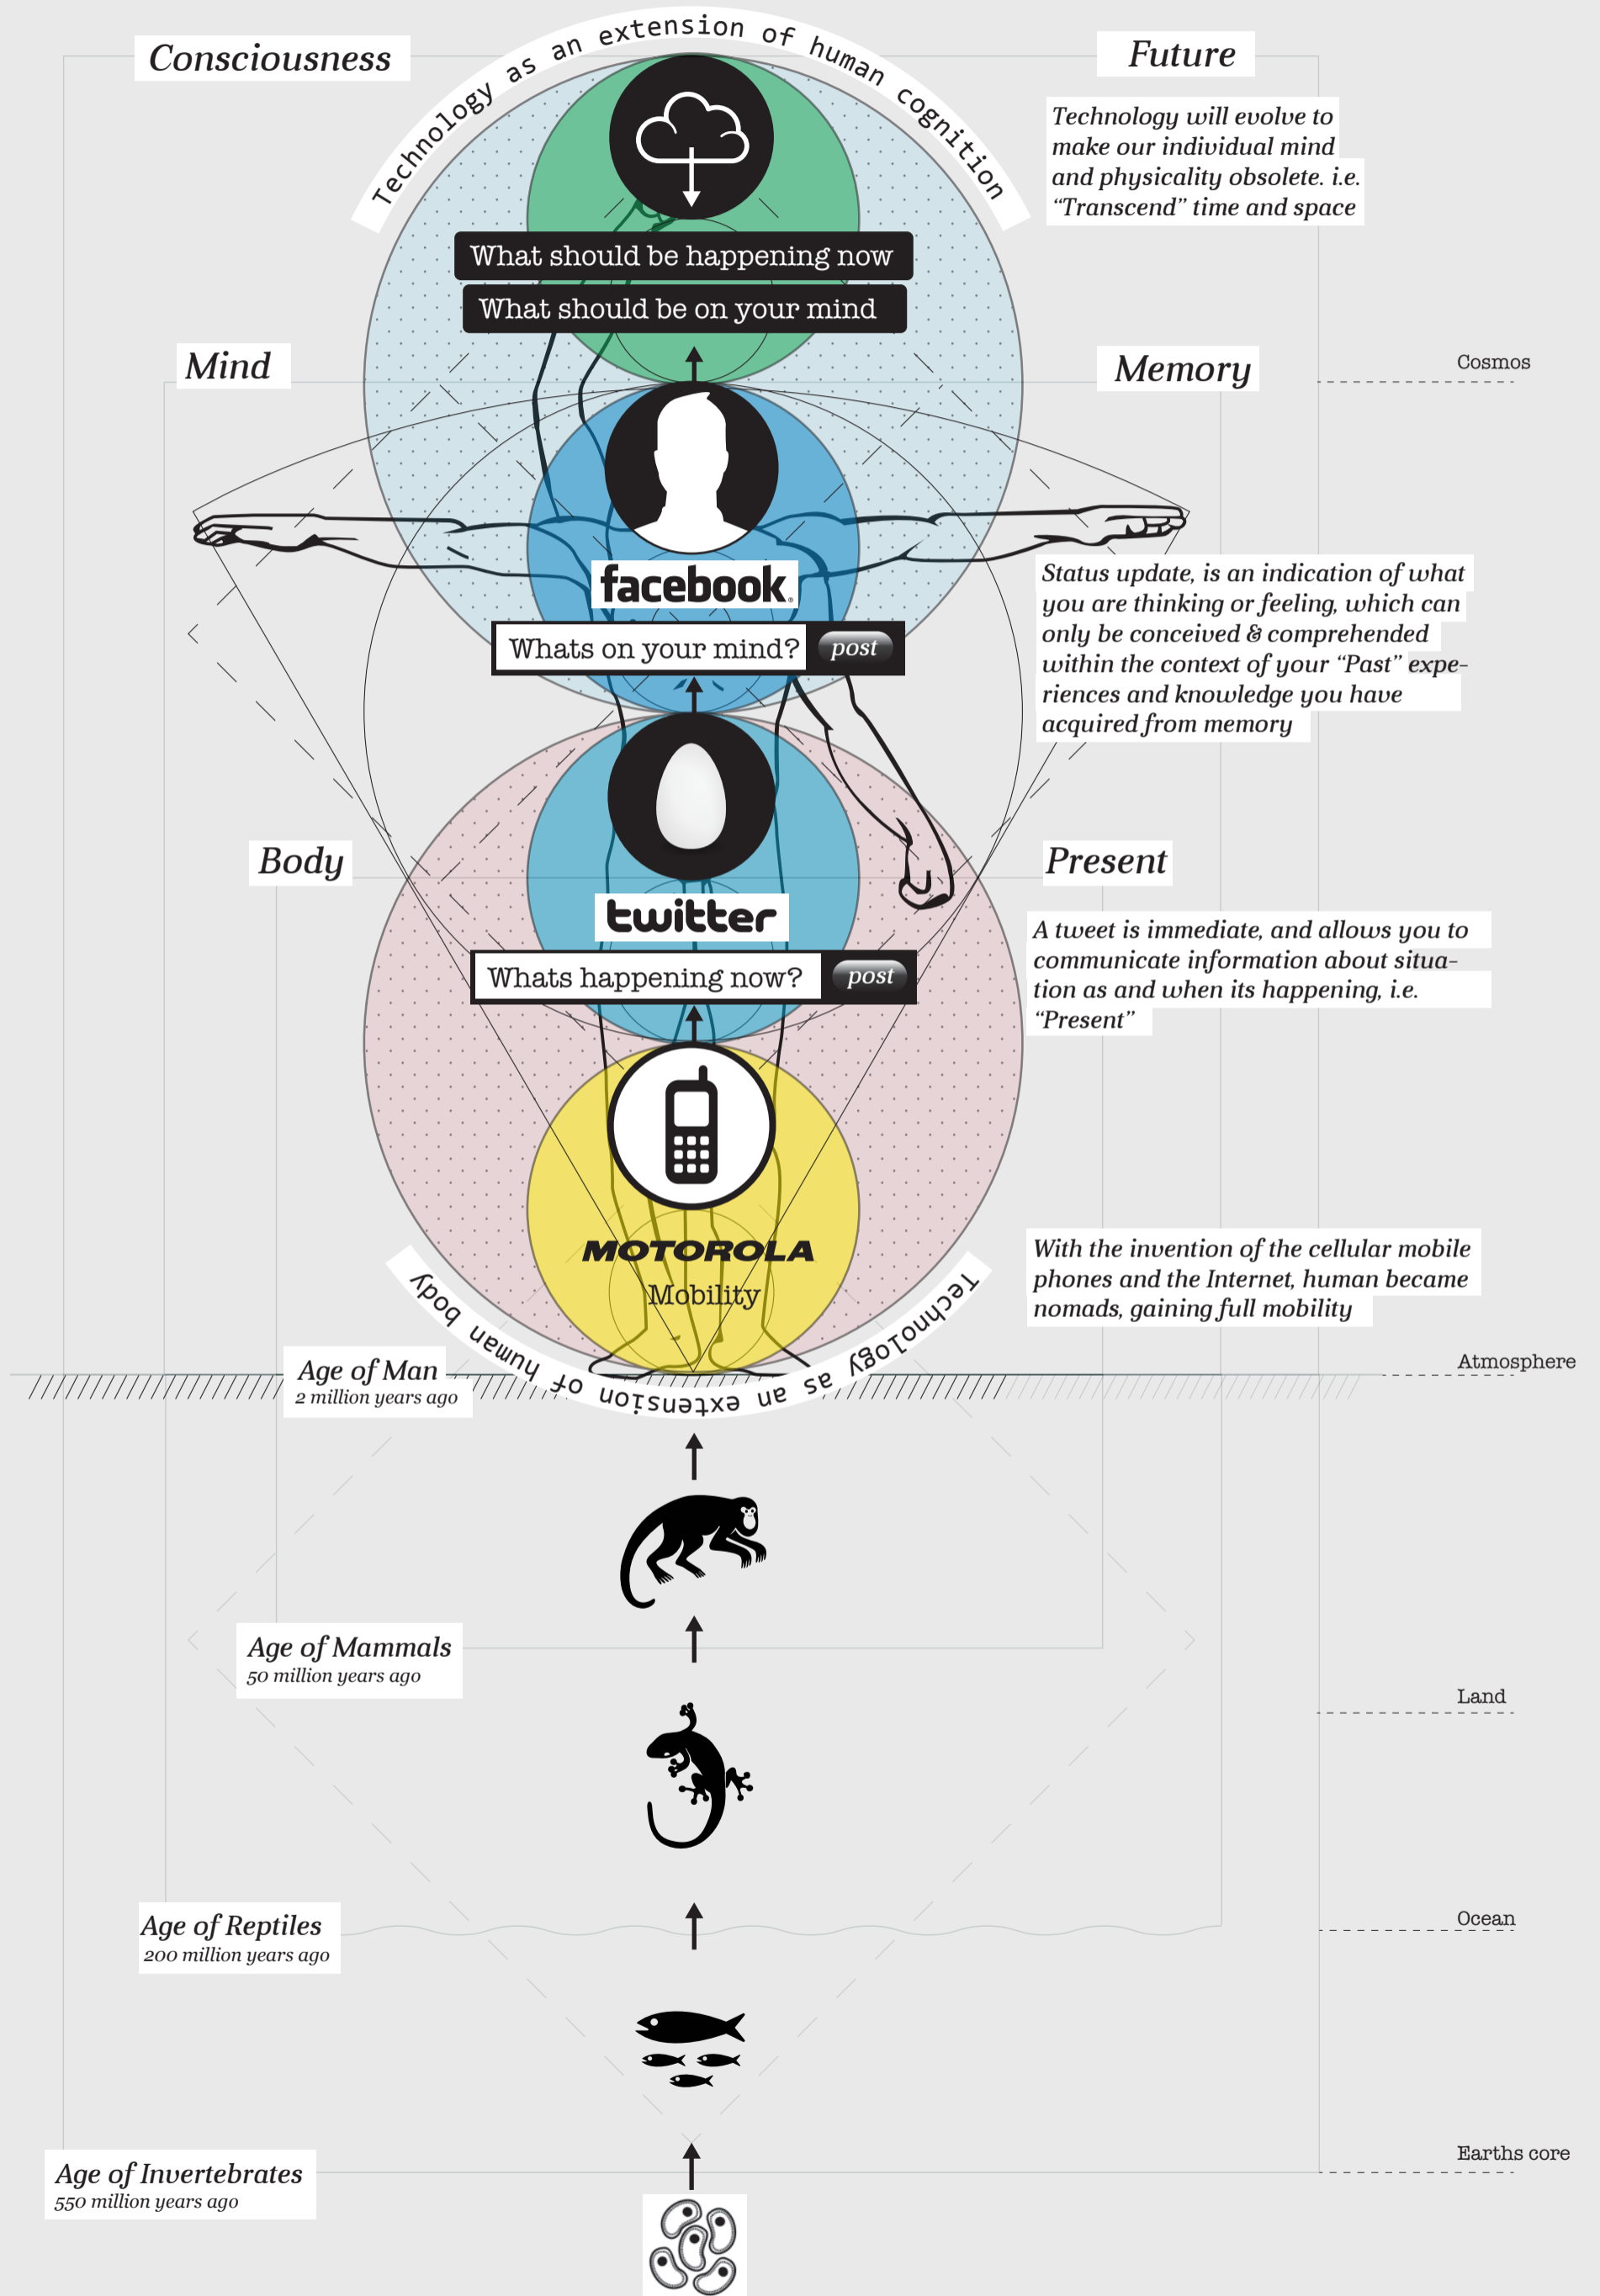 Technology as an extension of human cognition
Consciousness
Future
Technology will evolve to
make our individual mind
and physicality obsolete. i.e.
“Transcend” time and space
What should be happening now
What should be on your mind
Mind
Memory
Cosmos
facebook®
Whats on your mind?
post
Status update, is an indication of what
you are thinking or feeling, which can
only be conceived & comprehended
within the context of your “Past” expe-
riences and knowledge you have
acquired from memory
Body
Present
twitter
Whats happening now?
post
A tweet is immediate, and allows you to
communicate information about situa-
tion as and when its happening, i.e.
“Present”
MOTOROLA
Mobility
With the invention of the cellular mobile
phones and the Internet, human became
nomads, gaining full mobility
Technology as an extension of human body
Age of Man
2 million years ago
Atmosphere
Age of Mammals
50 million years ago
Land
Age of Reptiles
200 million years ago
Ocean
Age of Invertebrates
550 million years ago
Earths core